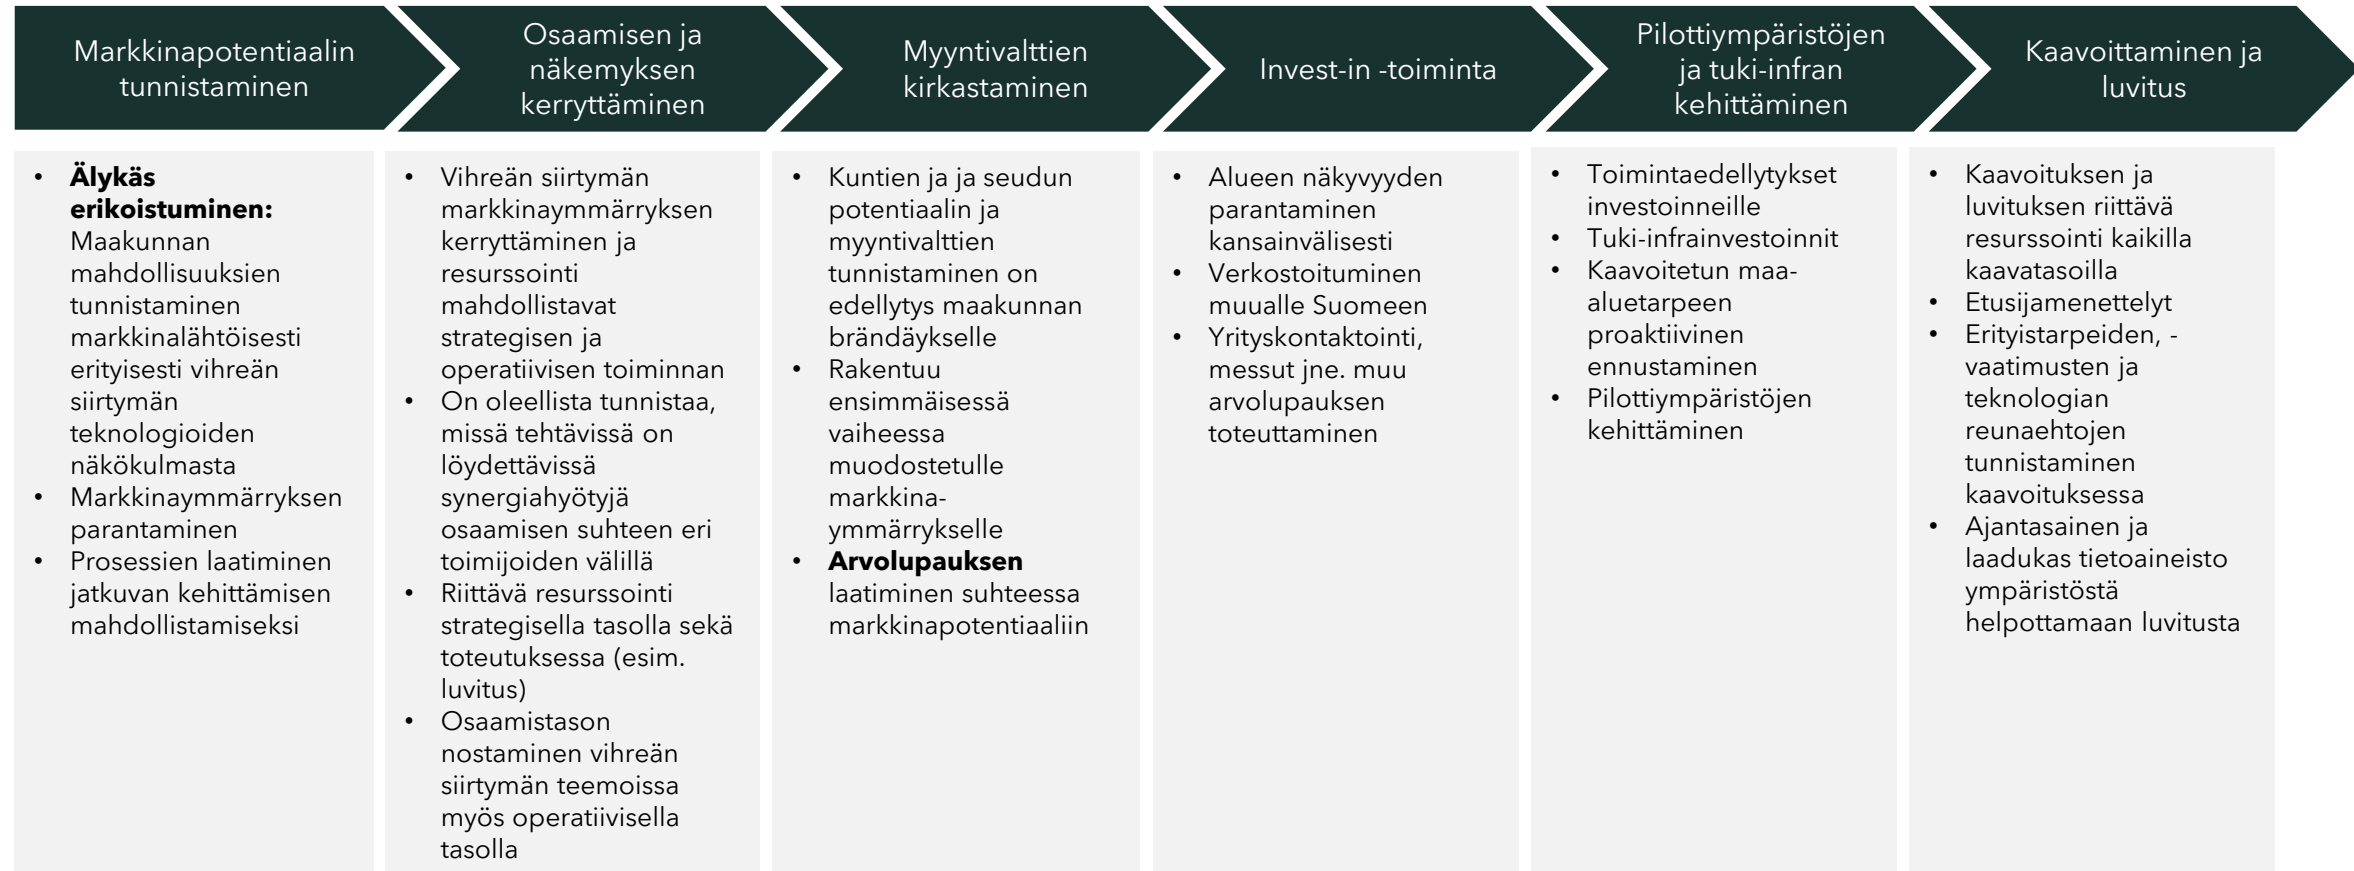 Markkinapotentiaalin
tunnistaminen
Osaamisen ja
näkemyksen
kerryttäminen
Myyntivalttien
kirkastaminen
Invest-in -toiminta
Pilottiympäristöjen
ja tuki-infran
kehittäminen
Kaavoittaminen ja
luvitus
• Älykäs
erikoistuminen:
Maakunnan
mahdollisuuksien
tunnistaminen
markkinalähtöisesti
erityisesti vihreän
siirtymän
teknologioiden
näkökulmasta
• Markkinaymmärryksen
parantaminen
• Prosessien laatiminen
jatkuvan kehittämisen
mahdollistamiseksi
• Vihreän siirtymän
markkinaymmärryksen
kerryttäminen ja
resurssointi
mahdollistavat
strategisen ja
operatiivisen toiminnan
• On oleellista tunnistaa,
missä tehtävissä on
löydettävissä
synergiahyötyjä
osaamisen suhteen eri
toimijoiden välillä
• Riittävä resurssointi
strategisella tasolla sekä
toteutuksessa (esim.
luvitus)
• Osaamistason
nostaminen vihreän
siirtymän teemoissa
myös operatiivisella
tasolla
• Kuntien ja ja seudun
potentiaalin ja
myyntivalttien
tunnistaminen on
edellytys maakunnan
brändäykselle
• Rakentuu
ensimmäisessä
vaiheessa
muodostetulle
markkina-
ymmärrykselle
• Arvolupauksen
laatiminen suhteessa
markkinapotentiaaliin
• Alueen näkyvyyden
parantaminen
kansainvälisesti
• Verkostoituminen
muualle Suomeen
• Yrityskontaktointi,
messut jne. muu
arvolupauksen
toteuttaminen
• Toimintaedellytykset
investoinneille
• Tuki-infrainvestoinnit
• Kaavoitetun maa-
aluetarpeen
proaktiivinen
ennustaminen
• Pilottiympäristöjen
kehittäminen
• Kaavoituksen ja
luvituksen riittävä
resurssointi kaikilla
kaavatasoilla
• Etusijamenettelyt
• Erityistarpeiden, -
vaatimusten ja
teknologian
reunaehtojen
tunnistaminen
kaavoituksessa
• Ajantasainen ja
laadukas tietoaineisto
ympäristöstä
helpottamaan luvitusta